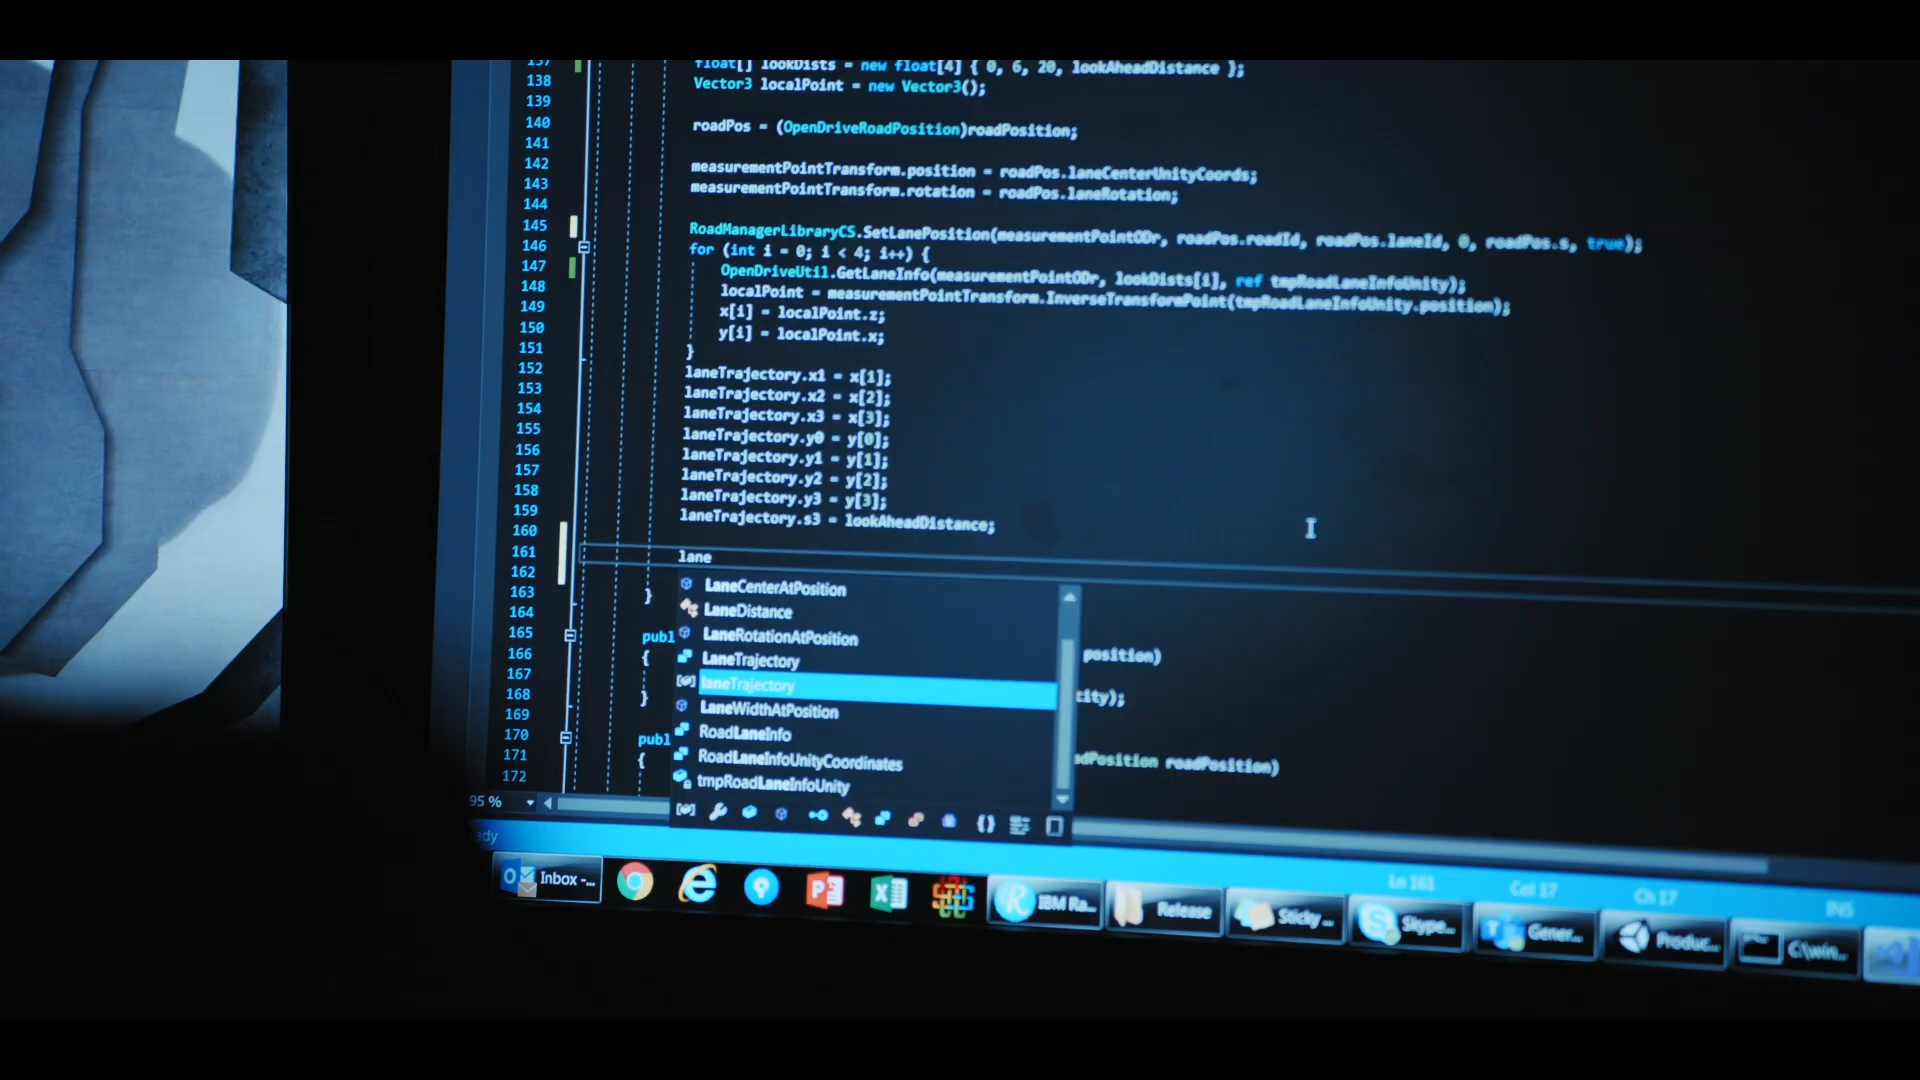 137 float[] lookDists = new float[4] { 0, 6, 20, lookAheadDistance };
138 Vector3 localPoint = new Vector3();
139
140 roadPos = (OpenDriveRoadPosition)roadPosition;
141
142 measurementPointTransform.position = roadPos.laneCenterUnityCoords;
143 measurementPointTransform.rotation = roadPos.laneRotation;
144
145 RoadManagerLibraryCS.SetLanePosition(measurementPointODr, roadPos.roadId, roadPos.laneId, 0, roadPos.s, true);
146 for (int i = 0; i < 4; i++) {
147 OpenDriveUtil.GetLaneInfo(measurementPointODr, lookDists[i], ref tmpRoadLaneInfoUnity);
148 localPoint = measurementPointTransform.InverseTransformPoint(tmpRoadLaneInfoUnity.position);
149 x[i] = localPoint.z;
150 y[i] = localPoint.x;
151 }
152 laneTrajectory.x1 = x[1];
153 laneTrajectory.x2 = x[2];
154 laneTrajectory.x3 = x[3];
155 laneTrajectory.y0 = y[0];
156 laneTrajectory.y1 = y[1];
157 laneTrajectory.y2 = y[2];
158 laneTrajectory.y3 = y[3];
159 laneTrajectory.s3 = lookAheadDistance;
160
161 lane
162 LaneCenterAtPosition
163 } LaneDistance
164 LaneRotationAtPosition
165 publ
166 { LaneTrajectory position)
167 laneTrajectory
168 } LaneWidthAtPosition city);
169 RoadLaneInfo
170 publ RoadLaneInfoUnityCoordinates
171 { tmpRoadLaneInfoUnity adPosition roadPosition)
172
95 %
ady Ln 161 Col 17 Ch 17 INS
Inbox -... IBM Ra... Release Sticky ... Skype... Gener... Produc... C:\win...